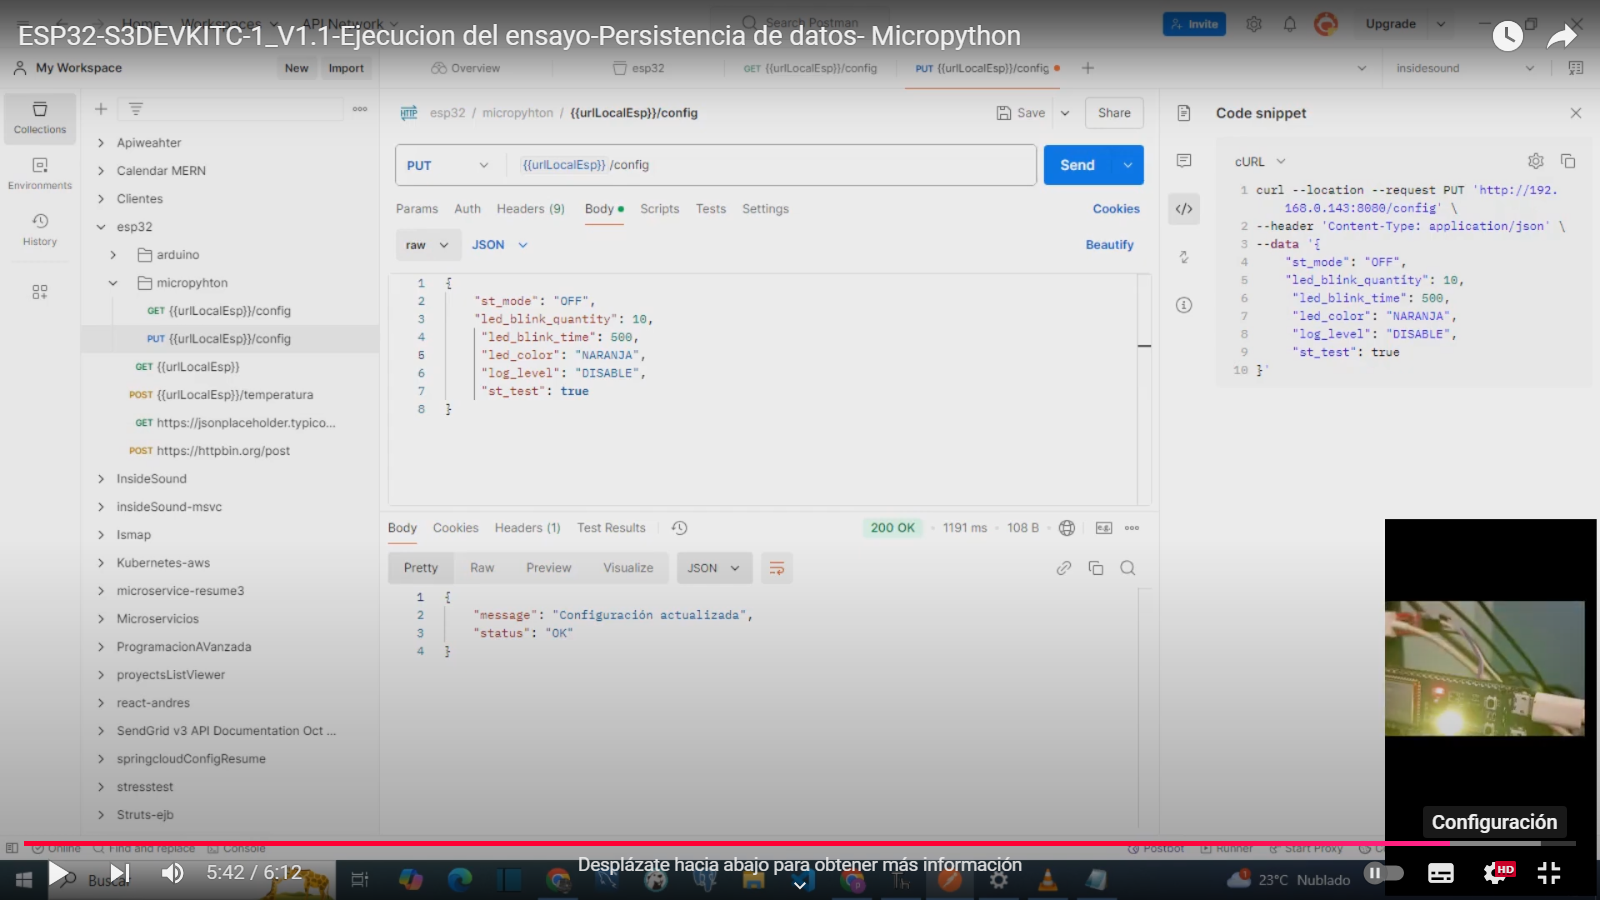 Home Workspaces API Network Search Postman Invite Upgrade
ESP32-S3DEVKITC-1_V1.1-Ejecucion del ensayo-Persistencia de datos- Micropython
My Workspace New Import Overview esp32 GET {{urlLocalEsp}}/config PUT {{urlLocalEsp}}/config insidesound
Collections
Environments
History
Apiweahter
Calendar MERN
Clientes
esp32
arduino
micropyhton
GET {{urlLocalEsp}}/config
PUT {{urlLocalEsp}}/config
GET {{urlLocalEsp}}
POST {{urlLocalEsp}}/temperatura
GET https://jsonplaceholder.typico...
POST https://httpbin.org/post
InsideSound
insideSound-msvc
Ismap
Kubernetes-aws
microservice-resume3
Microservicios
ProgramacionAVanzada
proyectsListViewer
react-andres
SendGrid v3 API Documentation Oct ...
springcloudConfigResume
stresstest
Struts-ejb
HTTP esp32 / micropyhton / {{urlLocalEsp}}/config Save Share
PUT {{urlLocalEsp}} /config Send
Params Auth Headers (9) Body Scripts Tests Settings Cookies
raw JSON Beautify
1 {
2 "st_mode": "OFF",
3 "led_blink_quantity": 10,
4 "led_blink_time": 500,
5 "led_color": "NARANJA",
6 "log_level": "DISABLE",
7 "st_test": true
8 }
Body Cookies Headers (1) Test Results 200 OK 1191 ms 108 B
Pretty Raw Preview Visualize JSON
1 {
2 "message": "Configuración actualizada",
3 "status": "OK"
4 }
Code snippet
cURL
1 curl --location --request PUT 'http://192.
168.0.143:8080/config' \
2 --header 'Content-Type: application/json' \
3 --data '{
4 "st_mode": "OFF",
5 "led_blink_quantity": 10,
6 "led_blink_time": 500,
7 "led_color": "NARANJA",
8 "log_level": "DISABLE",
9 "st_test": true
10 }'
Configuración
Online Find and replace Console Postbot Runner Start Proxy
Desplázate hacia abajo para obtener más información
5:42 / 6:12
Buscar
23°C Nublado
HD